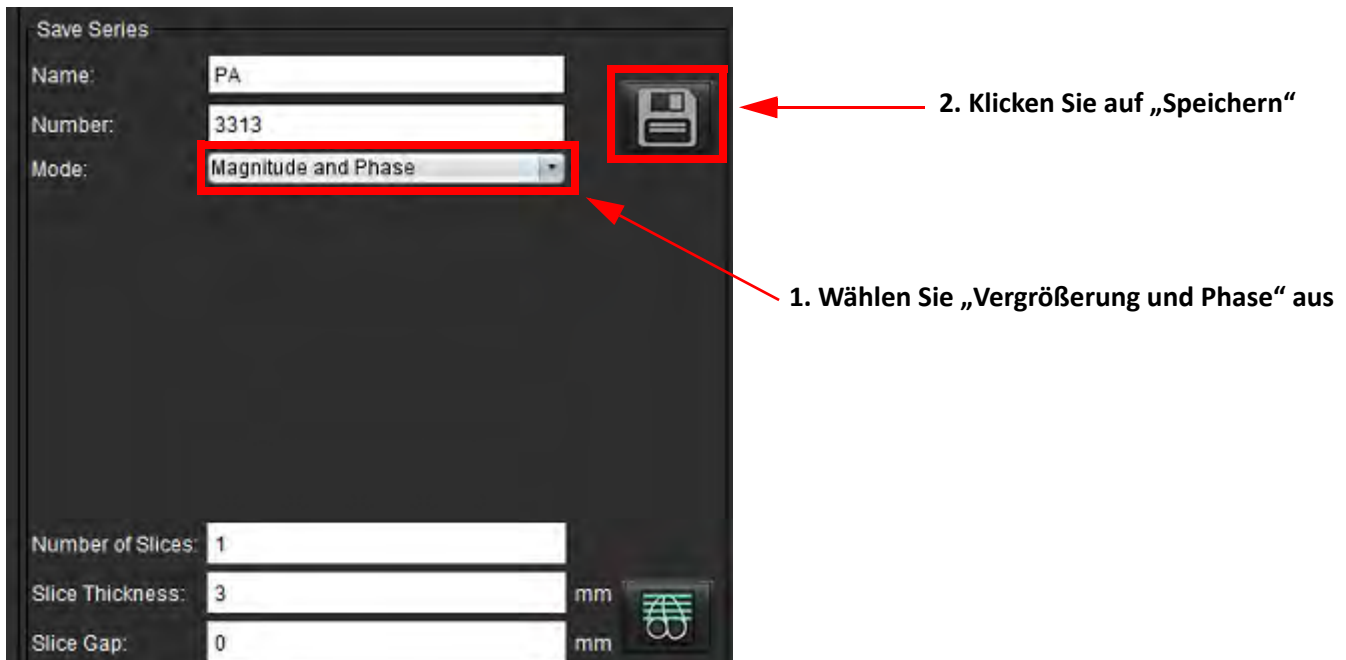 Save Series
Name: PA
Number: 3313
Mode: Magnitude and Phase
2. Klicken Sie auf „Speichern“
1. Wählen Sie „Vergrößerung und Phase“ aus
Number of Slices: 1
Slice Thickness: 3 mm
Slice Gap: 0 mm